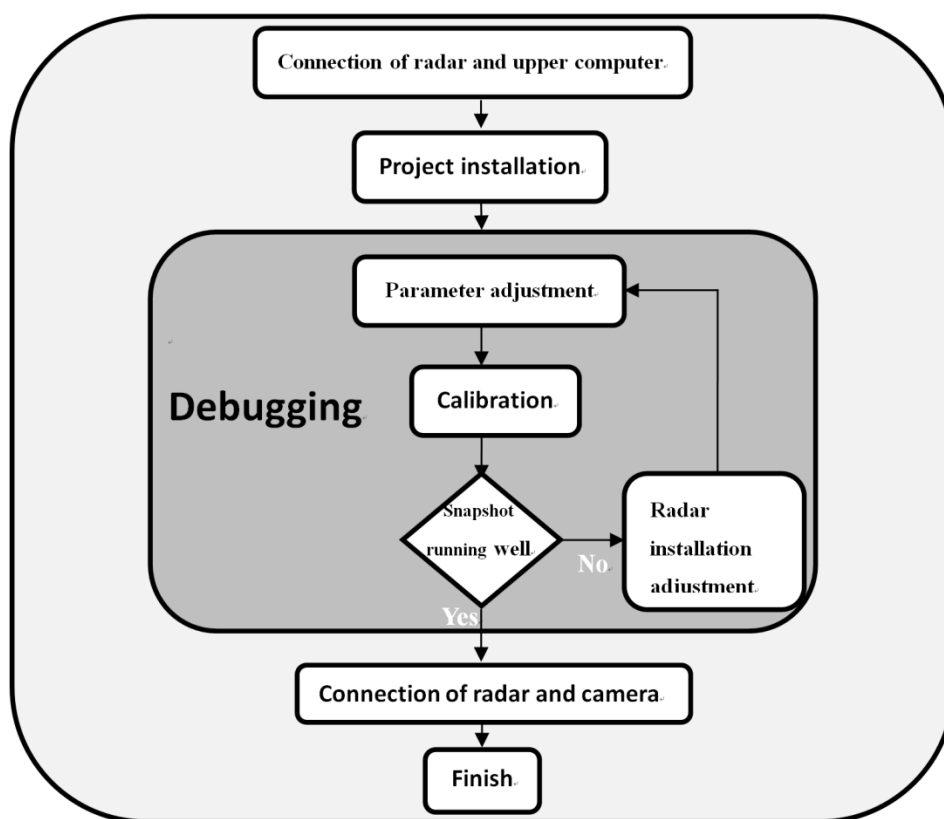 Connection of radar and upper computer
Project installation
Parameter adjustment
Debugging
Calibration
Snapshot
running well
No
Radar
installation
adjustment
Yes
Connection of radar and camera
Finish